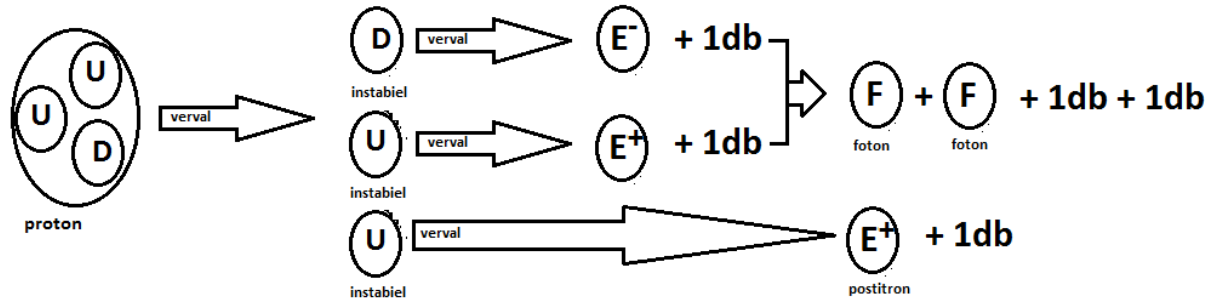 D verval E⁻ + 1db
instabiel
U
U
D
verval
F + F + 1db + 1db
foton foton
U verval E⁺ + 1db
instabiel
proton
U verval E⁺ + 1db
instabiel postitron